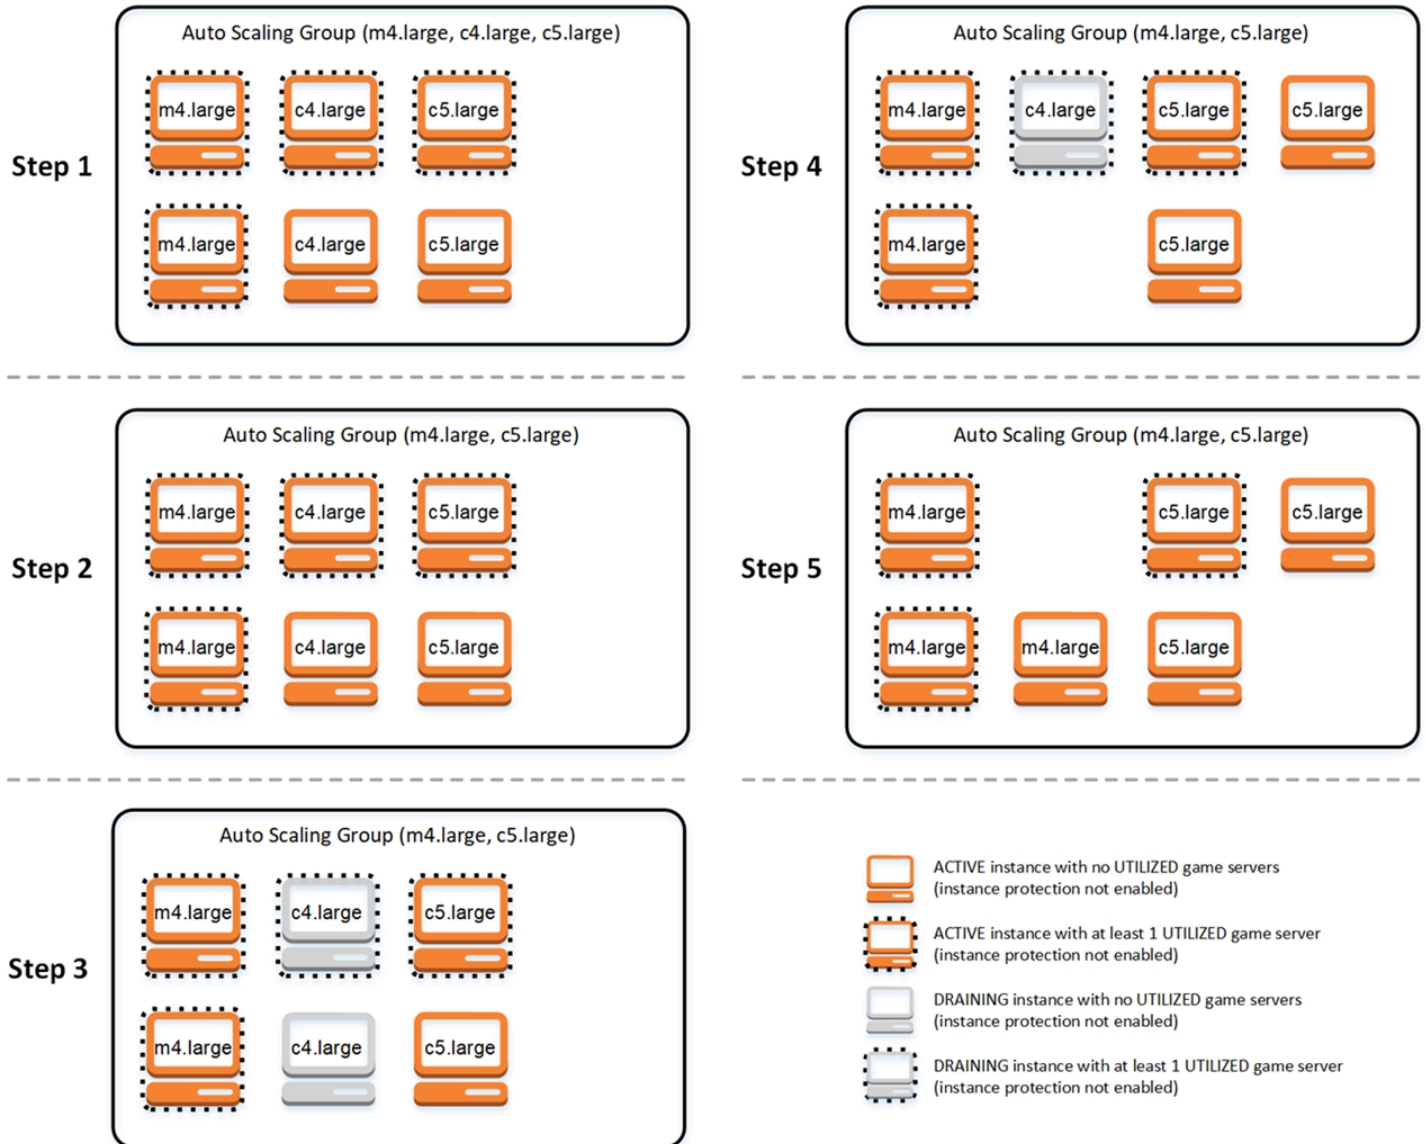 Auto Scaling Group (m4.large, c4.large, c5.large)
Step 1
m4.large
c4.large
c5.large
m4.large
c4.large
c5.large
Auto Scaling Group (m4.large, c5.large)
Step 2
m4.large
c4.large
c5.large
m4.large
c4.large
c5.large
Auto Scaling Group (m4.large, c5.large)
Step 3
m4.large
c4.large
c5.large
m4.large
c4.large
c5.large
Auto Scaling Group (m4.large, c5.large)
Step 4
m4.large
c4.large
c5.large
c5.large
m4.large
c5.large
Auto Scaling Group (m4.large, c5.large)
Step 5
m4.large
c5.large
c5.large
m4.large
m4.large
c5.large
ACTIVE instance with no UTILIZED game servers
(instance protection not enabled)
ACTIVE instance with at least 1 UTILIZED game server
(instance protection not enabled)
DRAINING instance with no UTILIZED game servers
(instance protection not enabled)
DRAINING instance with at least 1 UTILIZED game server
(instance protection not enabled)